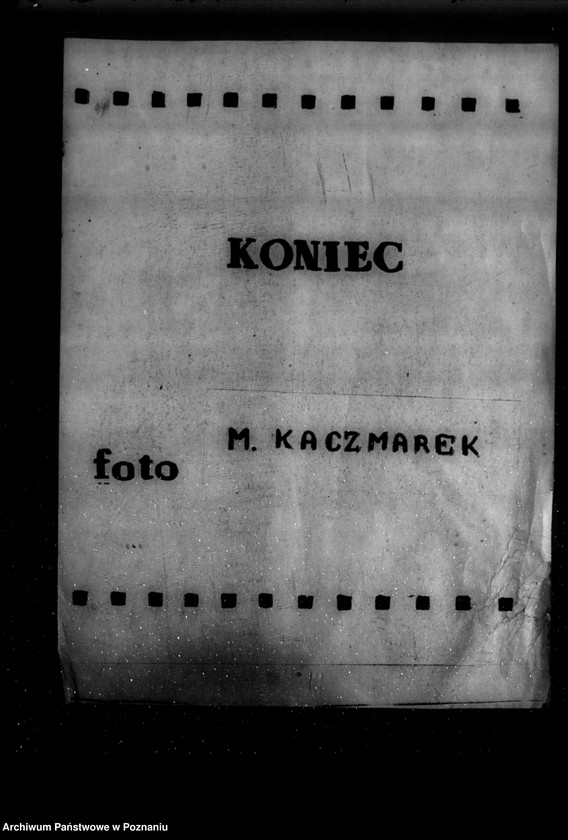 KONIEC
M. KACZMAREK
foto
Archiwum Państwowe w Poznaniu